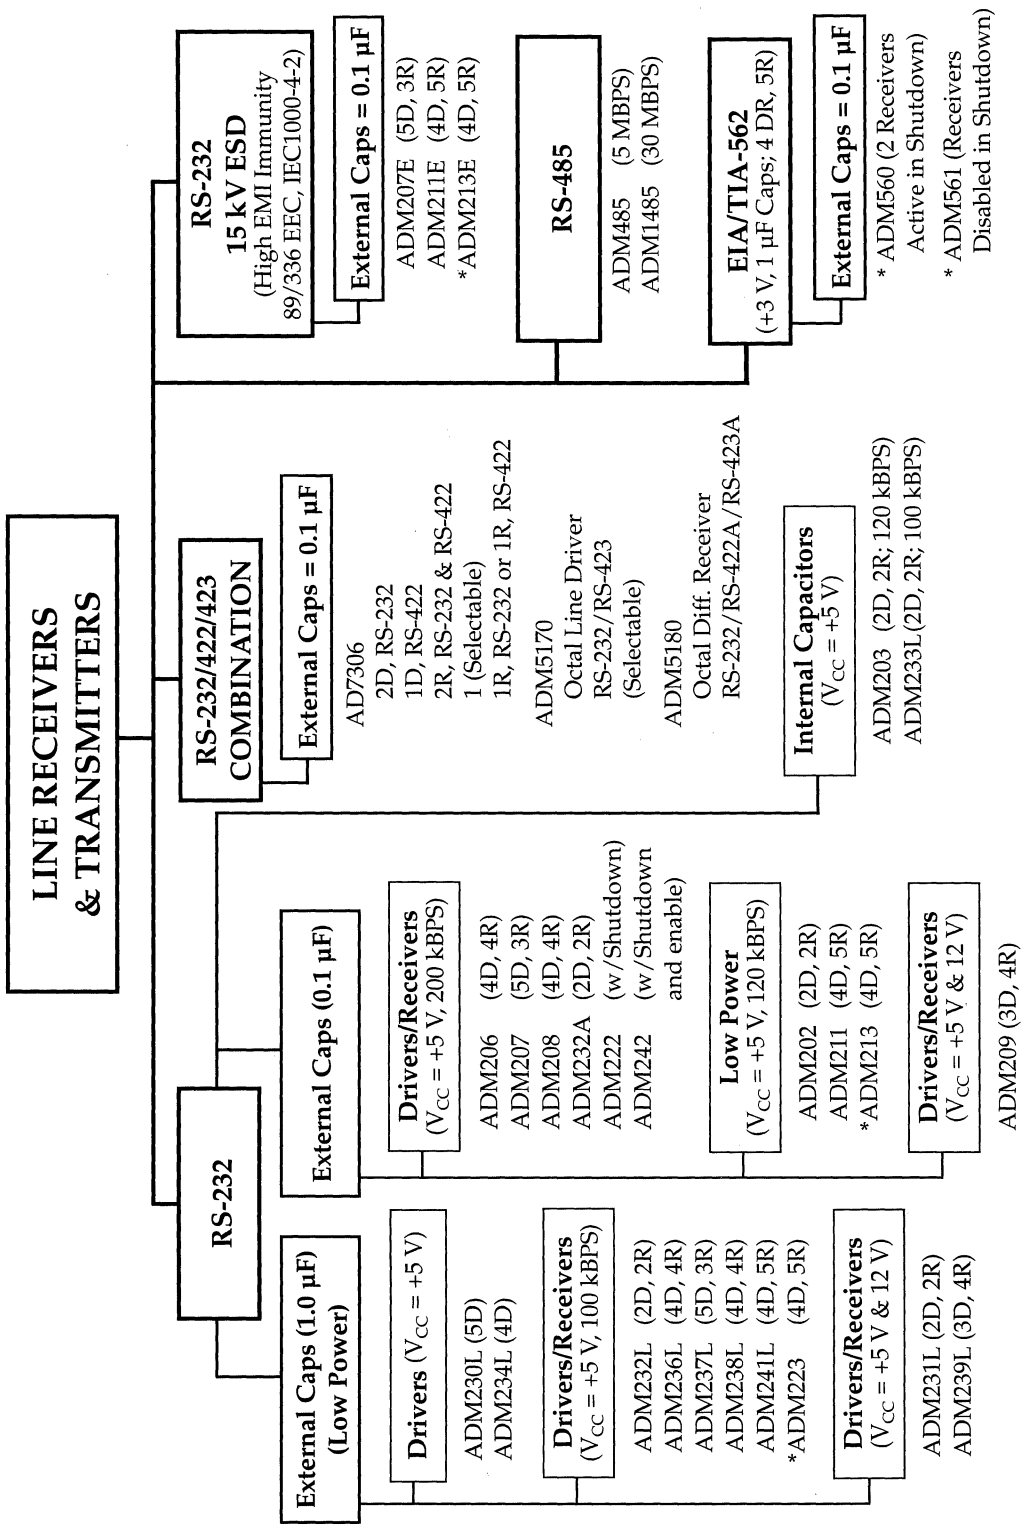 LINE RECEIVERS
& TRANSMITTERS
RS-232
External Caps (1.0 µF)
(Low Power)
Drivers (VCC = +5 V)
ADM230L (5D)
ADM234L (4D)
Drivers/Receivers
(VCC = +5 V, 100 kBPS)
ADM232L (2D, 2R)
ADM236L (4D, 4R)
ADM237L (5D, 3R)
ADM238L (4D, 4R)
ADM241L (4D, 5R)
*ADM223 (4D, 5R)
Drivers/Receivers
(VCC = +5 V & 12 V)
ADM231L (2D, 2R)
ADM239L (3D, 4R)
External Caps (0.1 µF)
Drivers/Receivers
(VCC = +5 V, 200 kBPS)
ADM206 (4D, 4R)
ADM207 (5D, 3R)
ADM208 (4D, 4R)
ADM232A (2D, 2R)
ADM222 (w/Shutdown)
ADM242 (w/Shutdown
and enable)
Low Power
(VCC = +5 V, 120 kBPS)
ADM202 (2D, 2R)
ADM211 (4D, 5R)
*ADM213 (4D, 5R)
Drivers/Receivers
(VCC = +5 V & 12 V)
ADM209 (3D, 4R)
Internal Capacitors
(VCC = +5 V)
ADM203 (2D, 2R; 120 kBPS)
ADM233L (2D, 2R; 100 kBPS)
RS-232/422/423
COMBINATION
External Caps = 0.1 µF
AD7306
2D, RS-232
1D, RS-422
2R, RS-232 & RS-422
1 (Selectable)
1R, RS-232 or 1R, RS-422
ADM5170
Octal Line Driver
RS-232/RS-423
(Selectable)
ADM5180
Octal Diff. Receiver
RS-232/RS-422A/RS-423A
RS-232
15 kV ESD
(High EMI Immunity
89/336 EEC, IEC1000-4-2)
External Caps = 0.1 µF
ADM207E (5D, 3R)
ADM211E (4D, 5R)
*ADM213E (4D, 5R)
RS-485
ADM485 (5 MBPS)
ADM1485 (30 MBPS)
EIA/TIA-562
(+3 V, 1 µF Caps; 4 DR, 5R)
External Caps = 0.1 µF
* ADM560 (2 Receivers
Active in Shutdown)
* ADM561 (Receivers
Disabled in Shutdown)